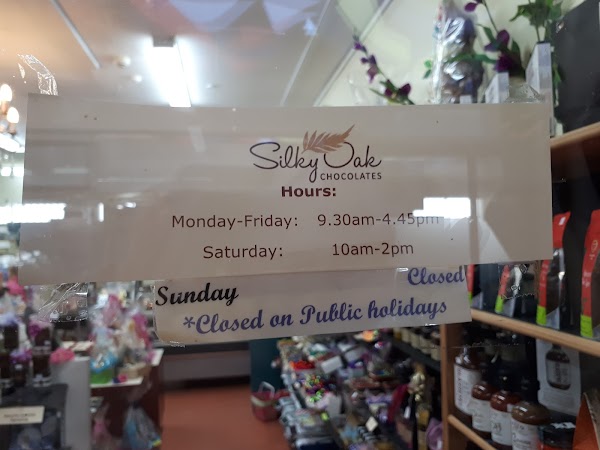 Silky Oak
CHOCOLATES
Hours:
Monday-Friday: 9.30am-4.45pm
Saturday: 10am-2pm
Sunday Closed
*Closed on Public holidays